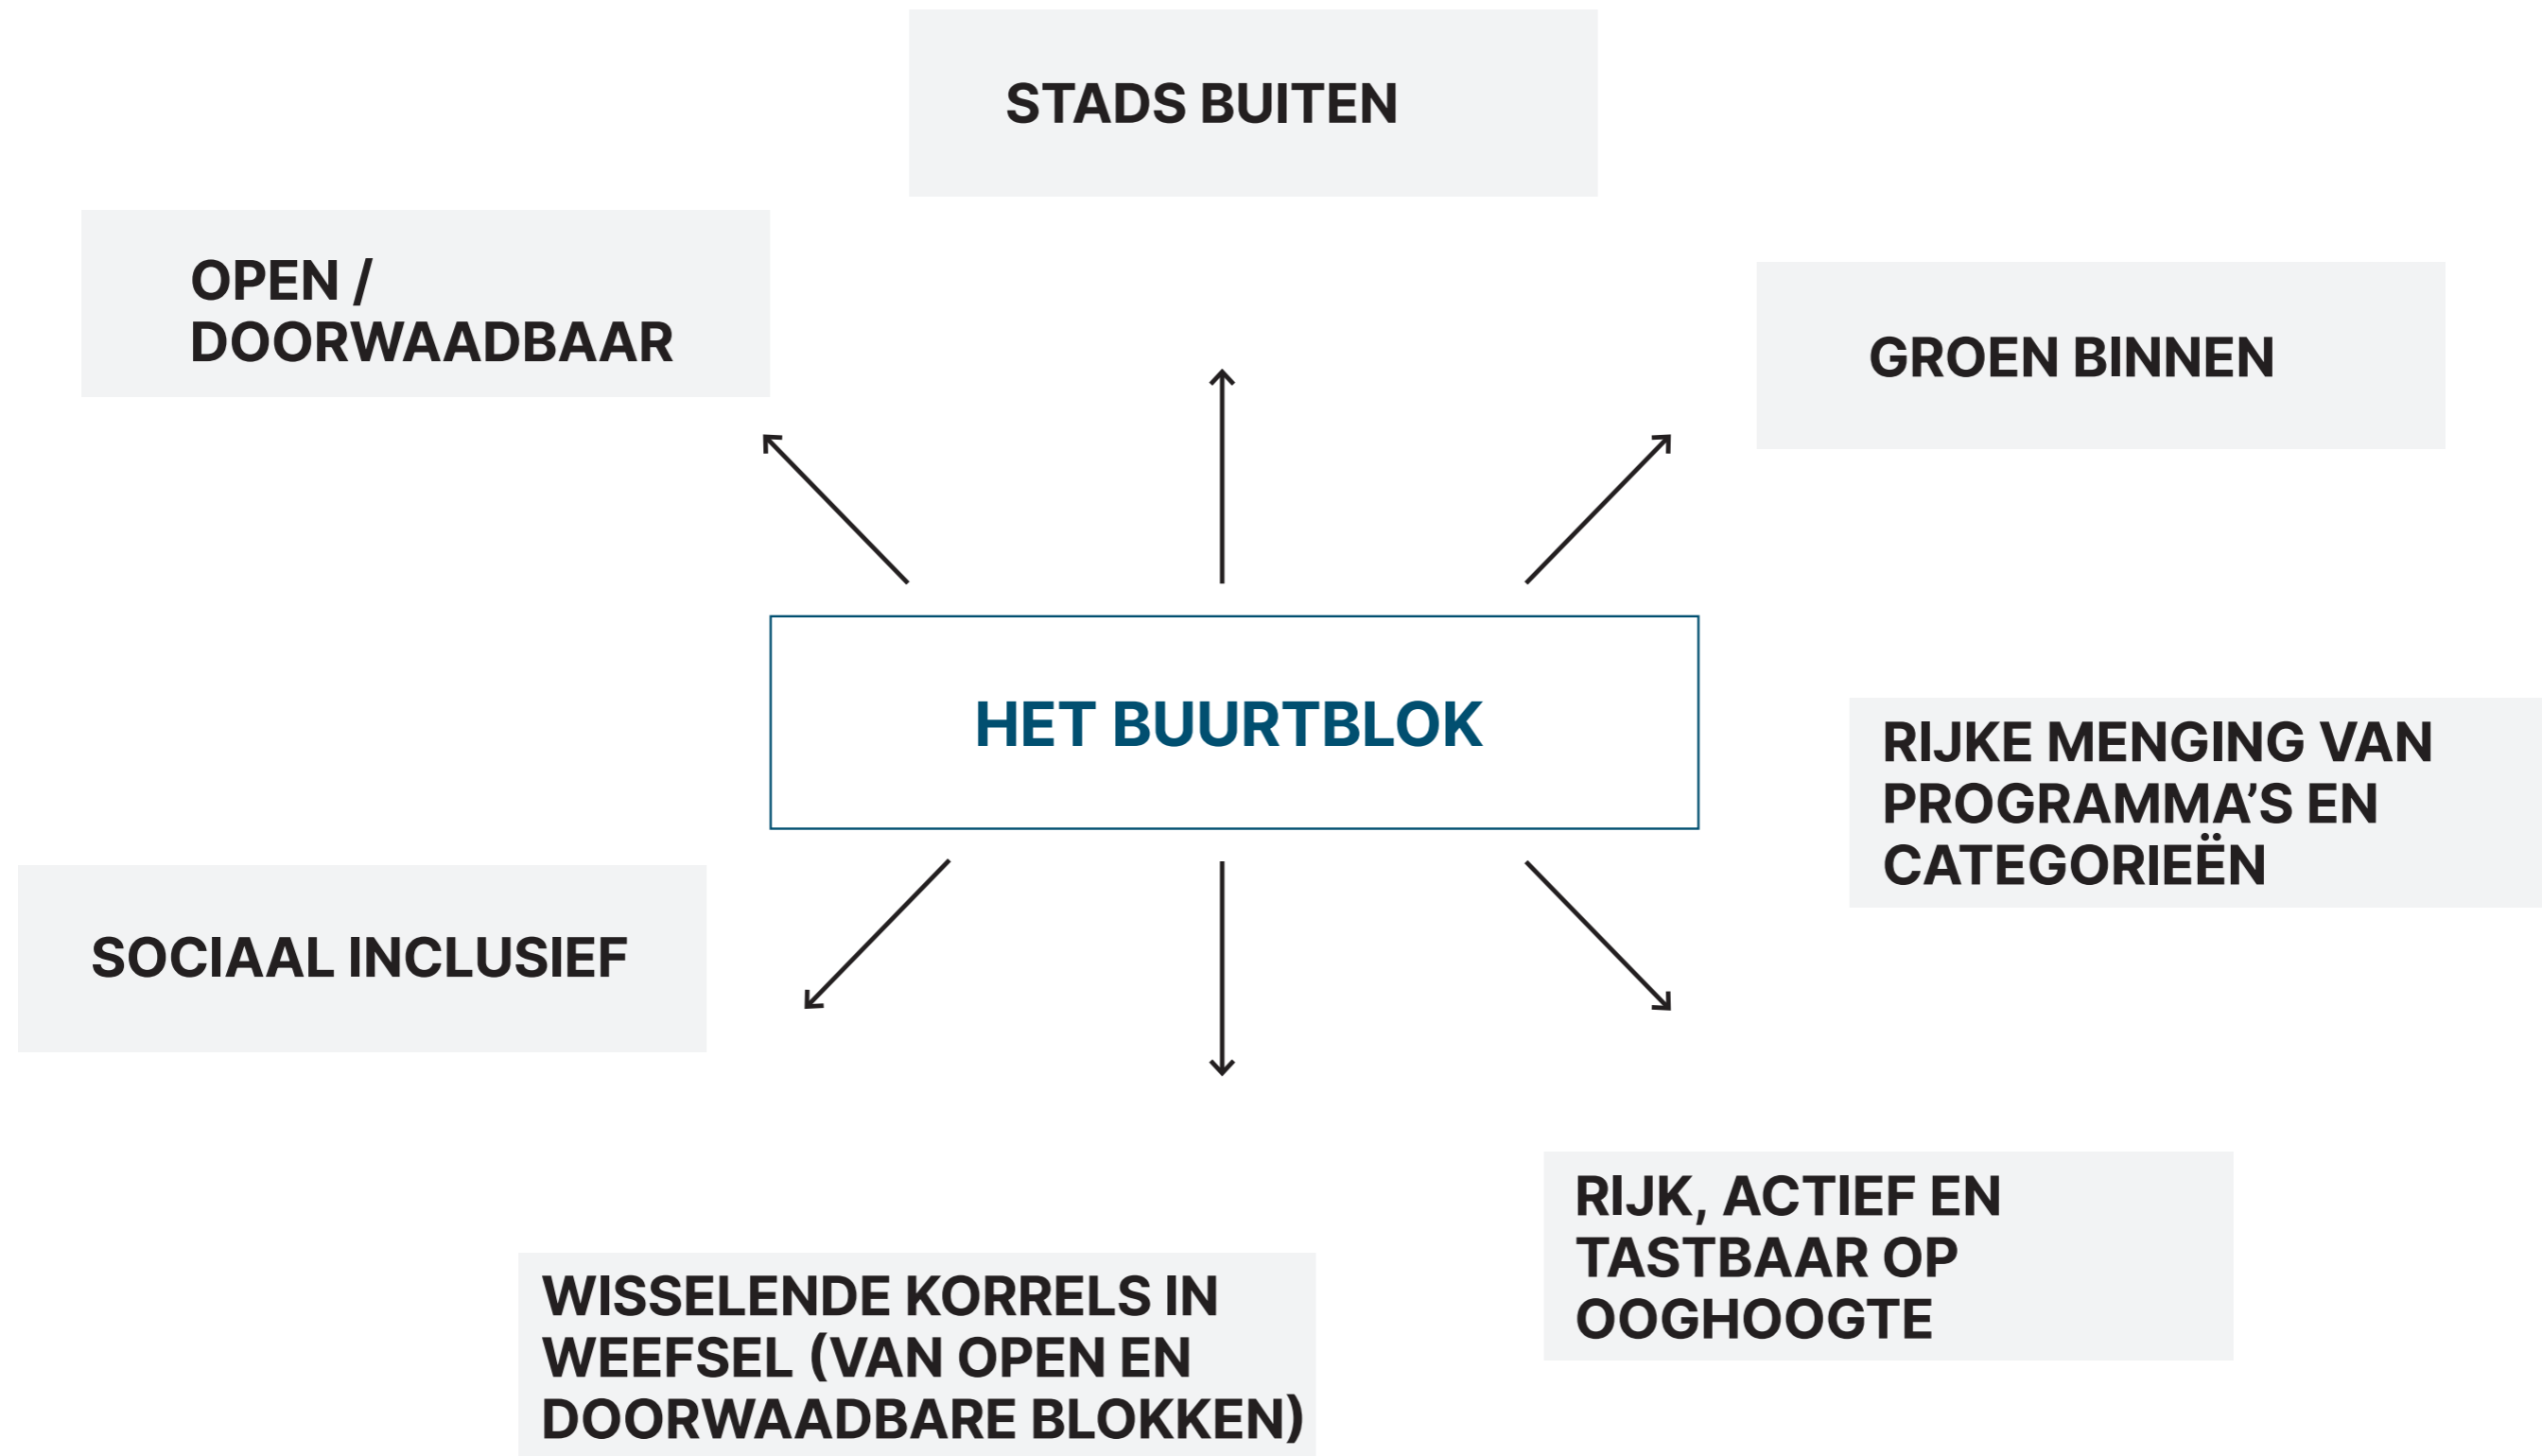 STADS BUITEN
OPEN /
DOORWAADBAAR
GROEN BINNEN
HET BUURTBLOK
RIJKE MENGING VAN
PROGRAMMA’S EN
CATEGORIEËN
SOCIAAL INCLUSIEF
RIJK, ACTIEF EN
TASTBAAR OP
OOGHOOGTE
WISSELENDE KORRELS IN
WEEFSEL (VAN OPEN EN
DOORWAADBARE BLOKKEN)